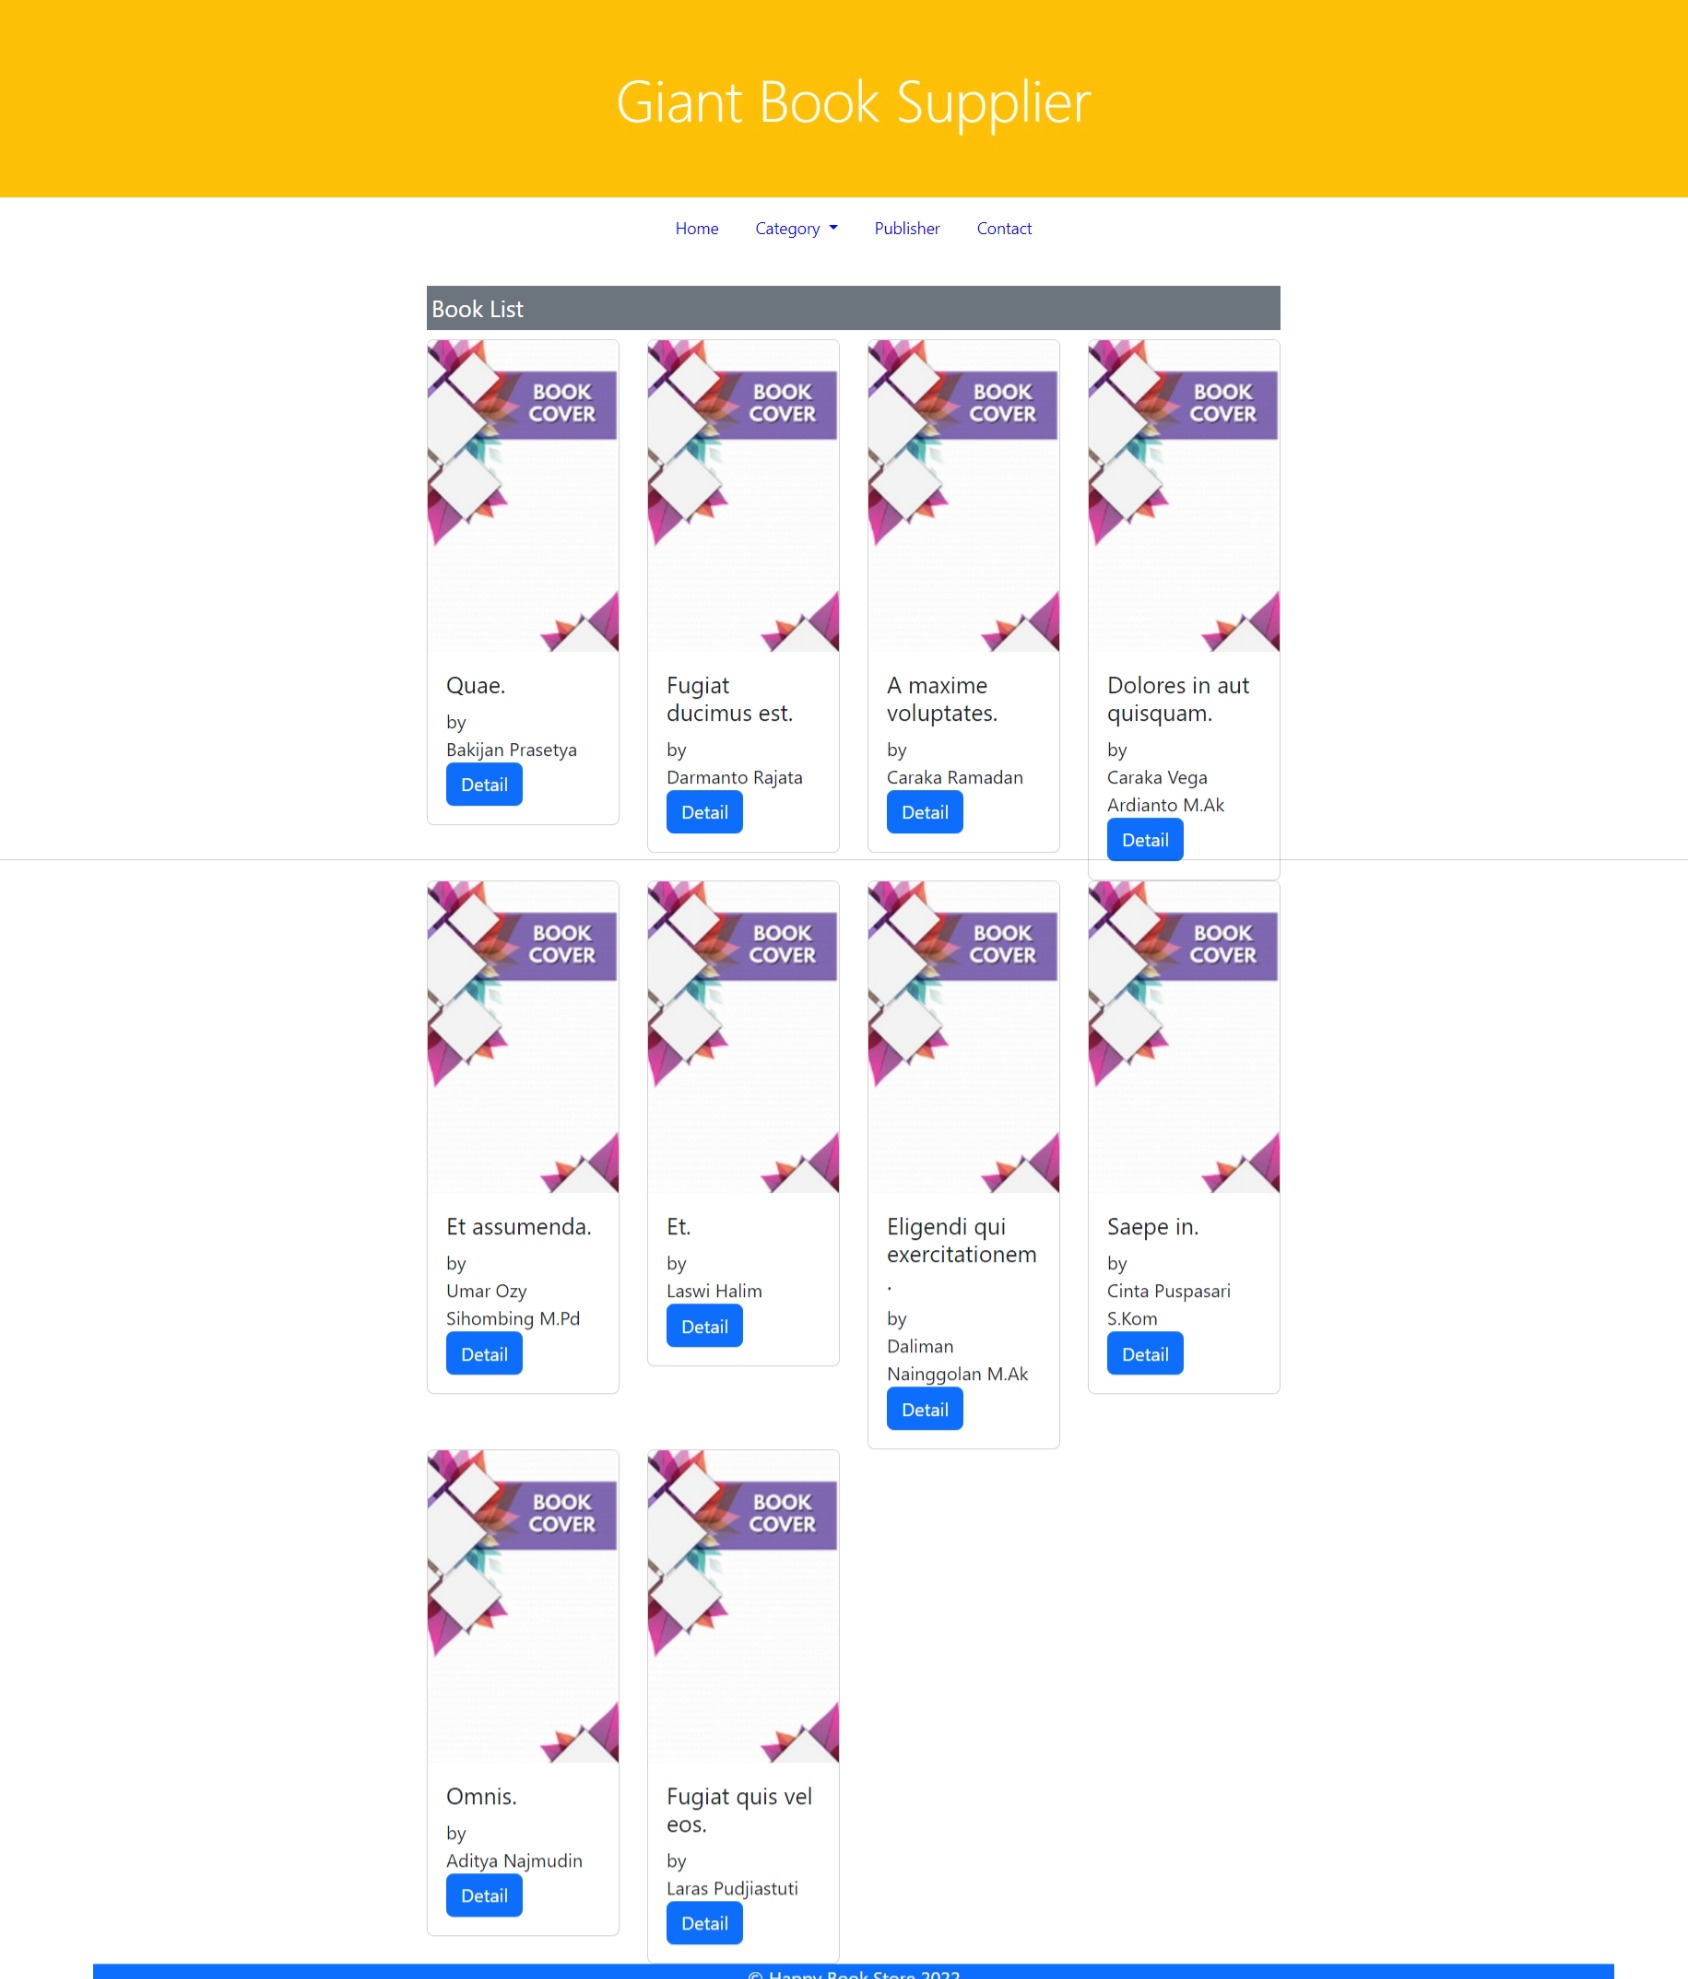 Giant Book Supplier
Home Category Publisher Contact
Book List
BOOK
COVER
Quae.
by
Bakijan Prasetya
Detail
BOOK
COVER
Fugiat
ducimus est.
by
Darmanto Rajata
Detail
BOOK
COVER
A maxime
voluptates.
by
Caraka Ramadan
Detail
BOOK
COVER
Dolores in aut
quisquam.
by
Caraka Vega
Ardianto M.Ak
Detail
BOOK
COVER
Et assumenda.
by
Umar Ozy
Sihombing M.Pd
Detail
BOOK
COVER
Et.
by
Laswi Halim
Detail
BOOK
COVER
Eligendi qui
exercitationem
.
by
Daliman
Nainggolan M.Ak
Detail
BOOK
COVER
Saepe in.
by
Cinta Puspasari
S.Kom
Detail
BOOK
COVER
Omnis.
by
Aditya Najmudin
Detail
BOOK
COVER
Fugiat quis vel
eos.
by
Laras Pudjiastuti
Detail
© Happy Book Store 2022